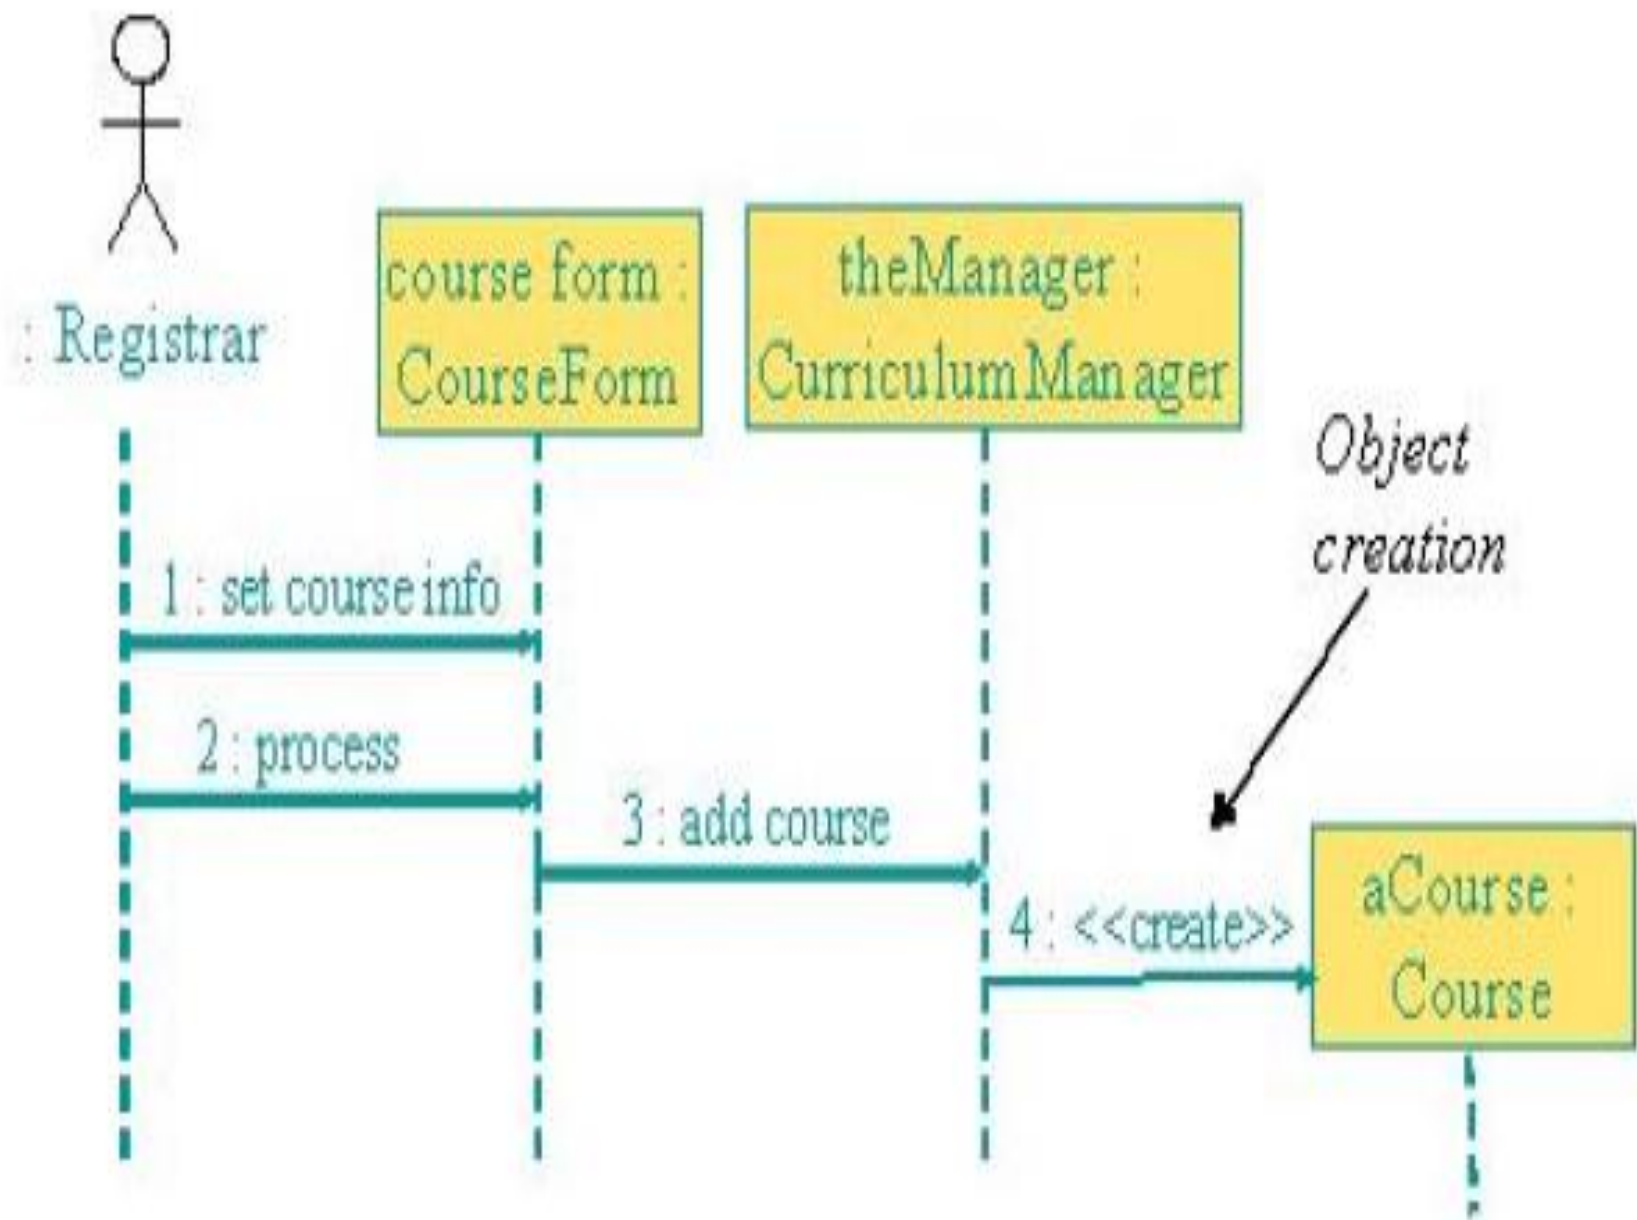 : Registrar
course form :
CourseForm
theManager :
CurriculumManager
Object
creation
1 : set course info
2 : process
3 : add course
4 : <<create>>
aCourse :
Course